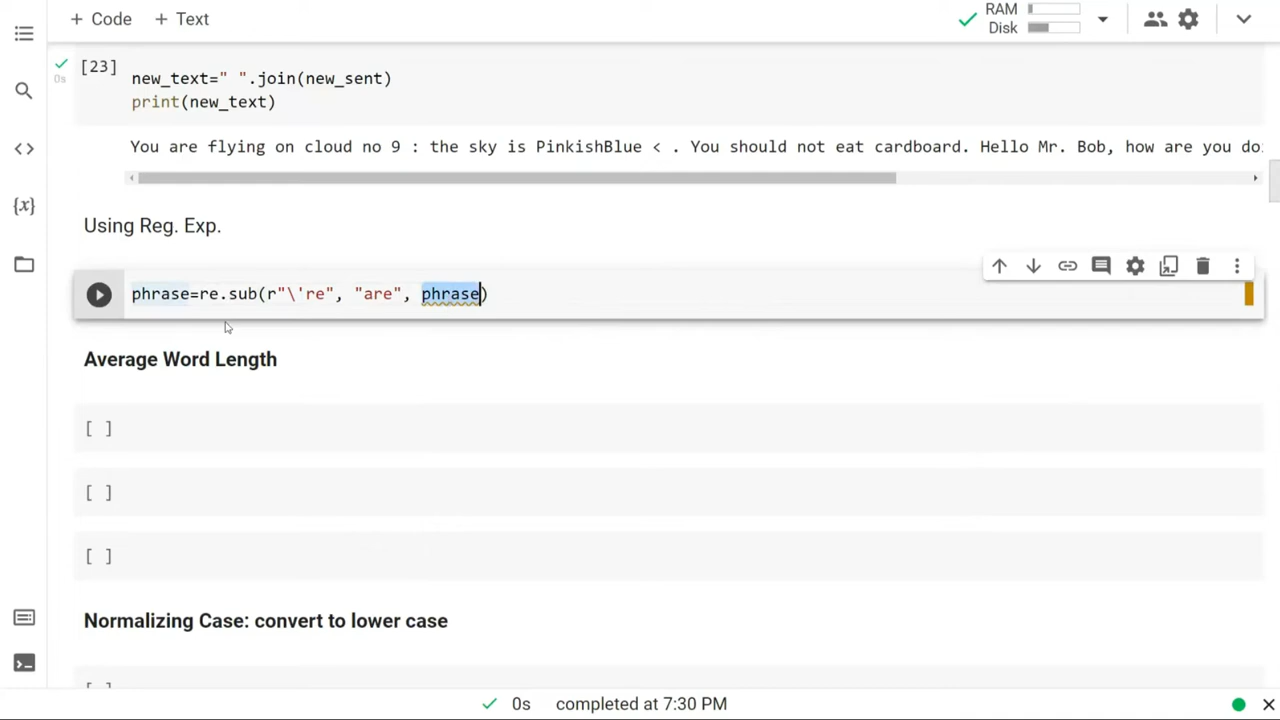 + Code + Text
RAM
Disk
[23]
0s
new_text=" ".join(new_sent)
print(new_text)
You are flying on cloud no 9 : the sky is PinkishBlue < . You should not eat cardboard. Hello Mr. Bob, how are you doi
Using Reg. Exp.
phrase=re.sub(r"\'re", "are", phrase)
Average Word Length
[ ]
[ ]
[ ]
Normalizing Case: convert to lower case
[ ]
0s completed at 7:30 PM